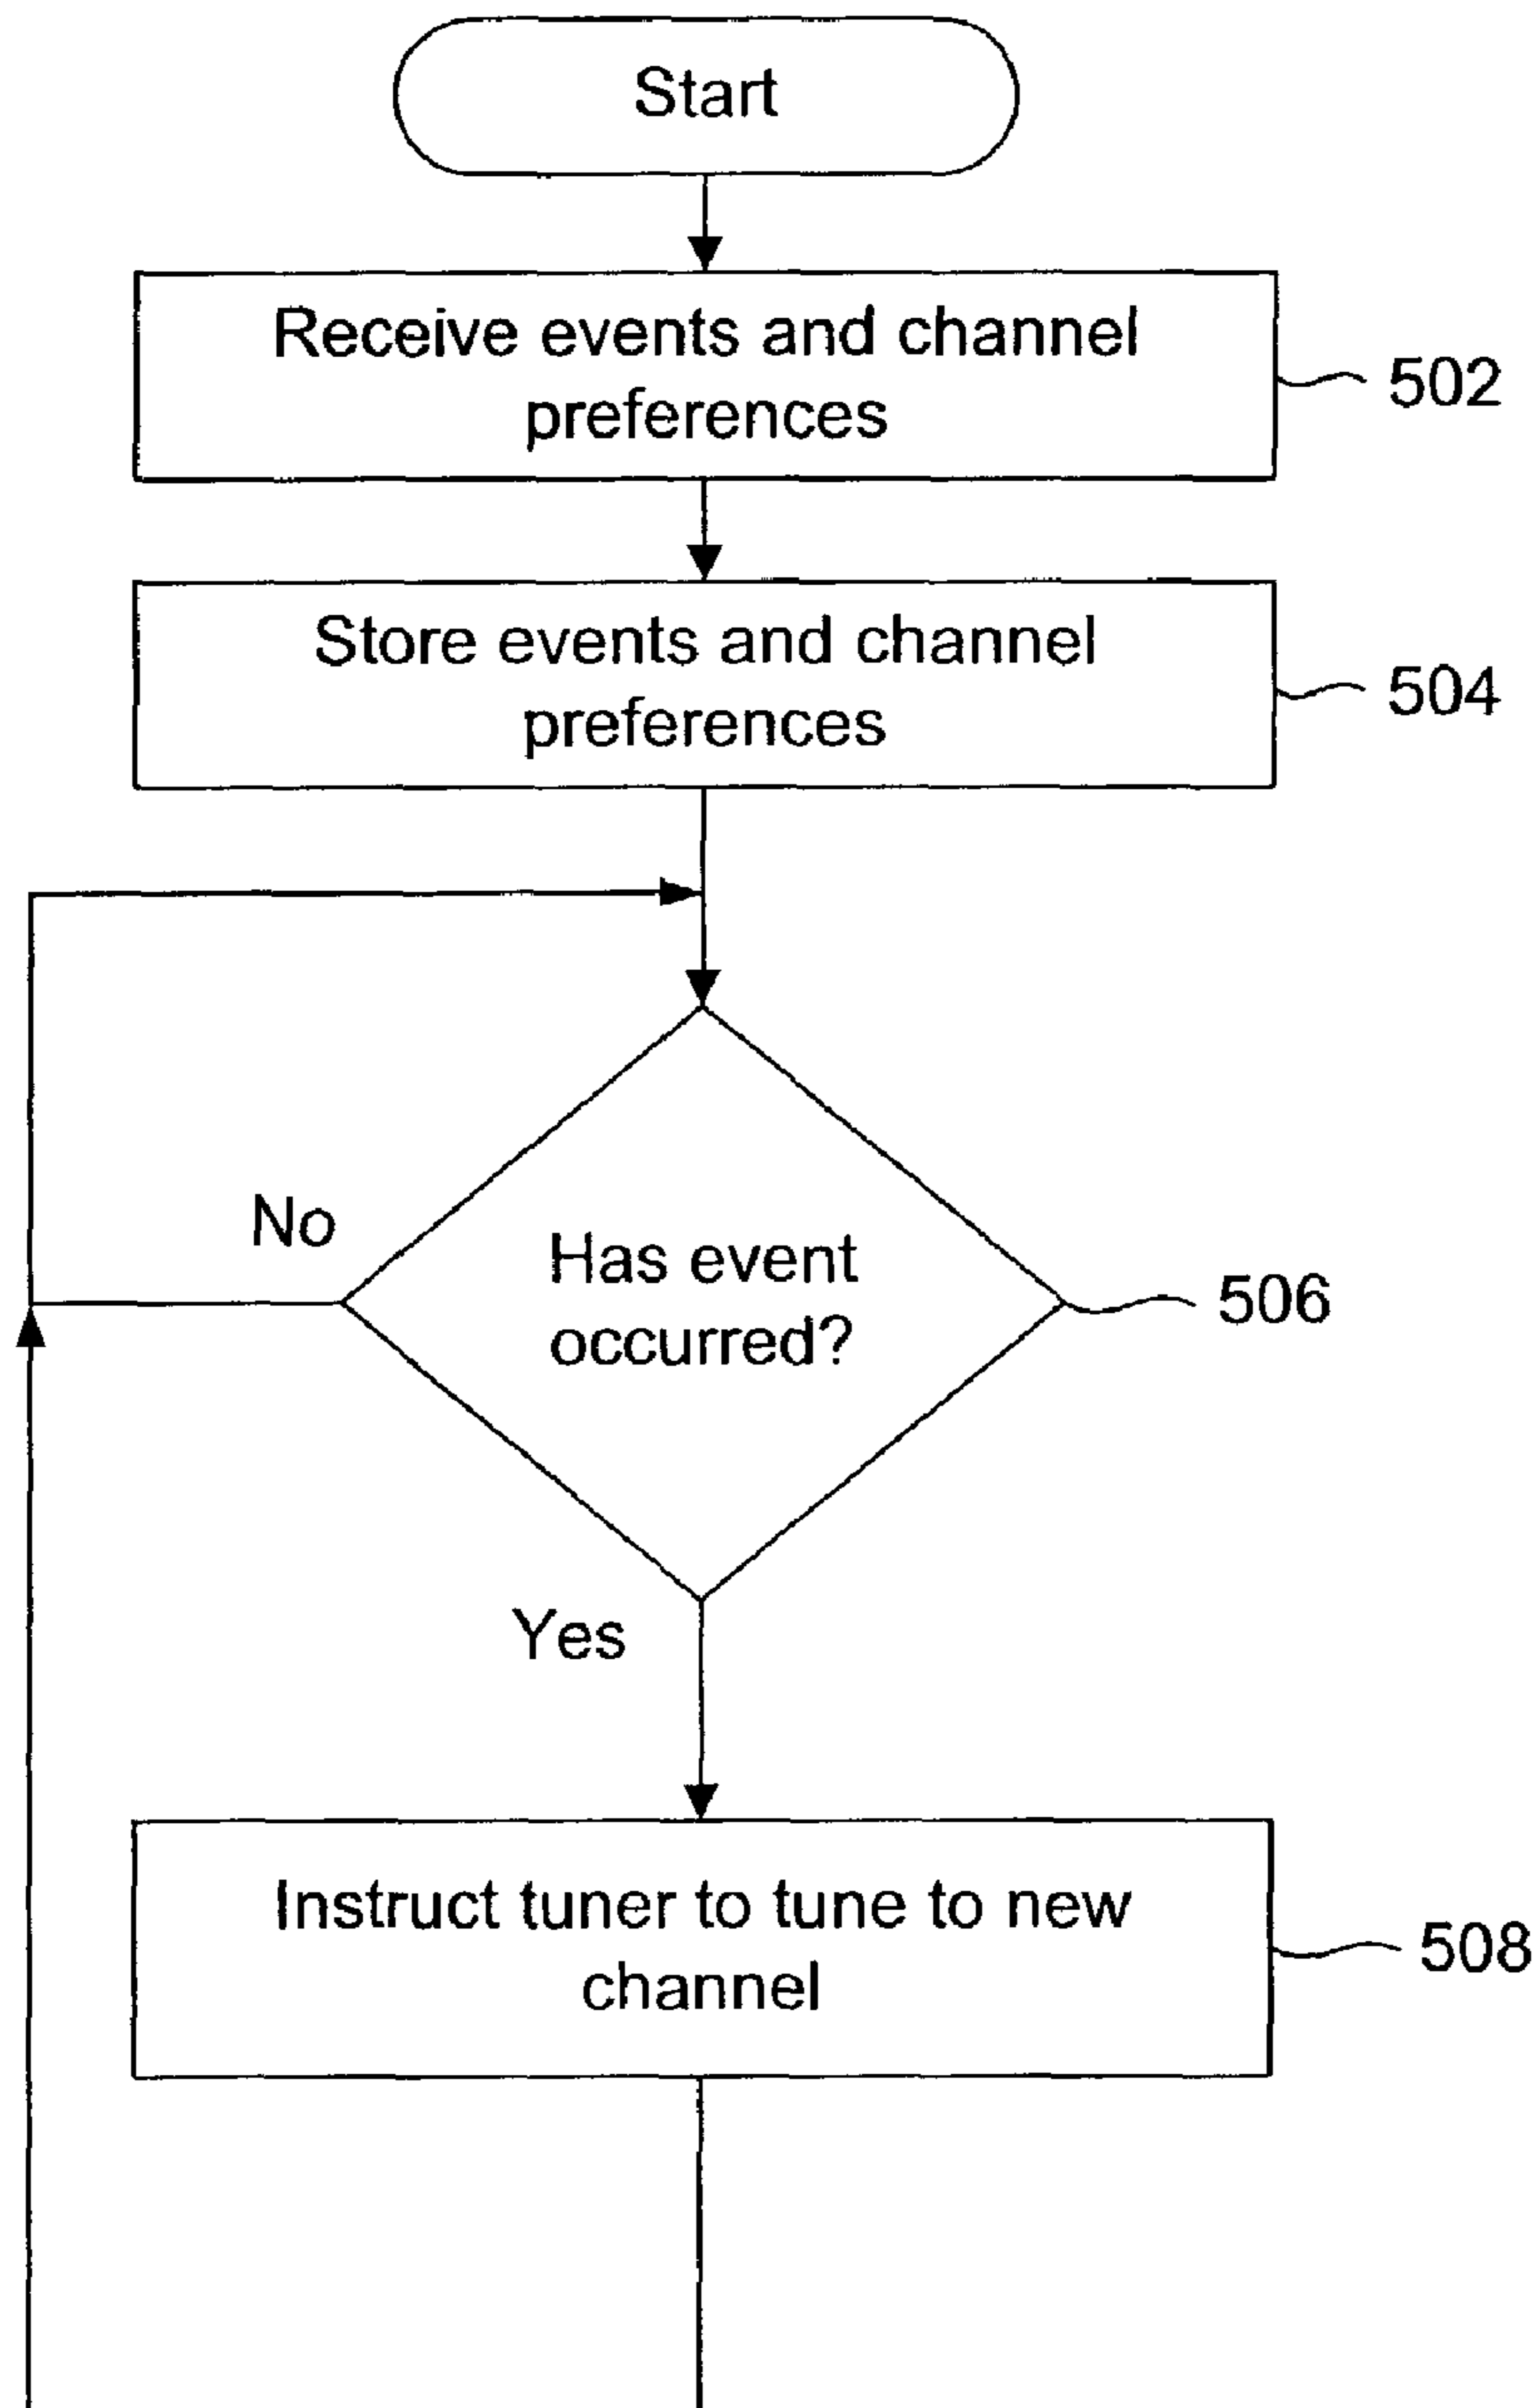 Start
Receive events and channel
preferences
502
Store events and channel
preferences
504
No
Has event
occurred?
506
Yes
Instruct tuner to tune to new
channel
508